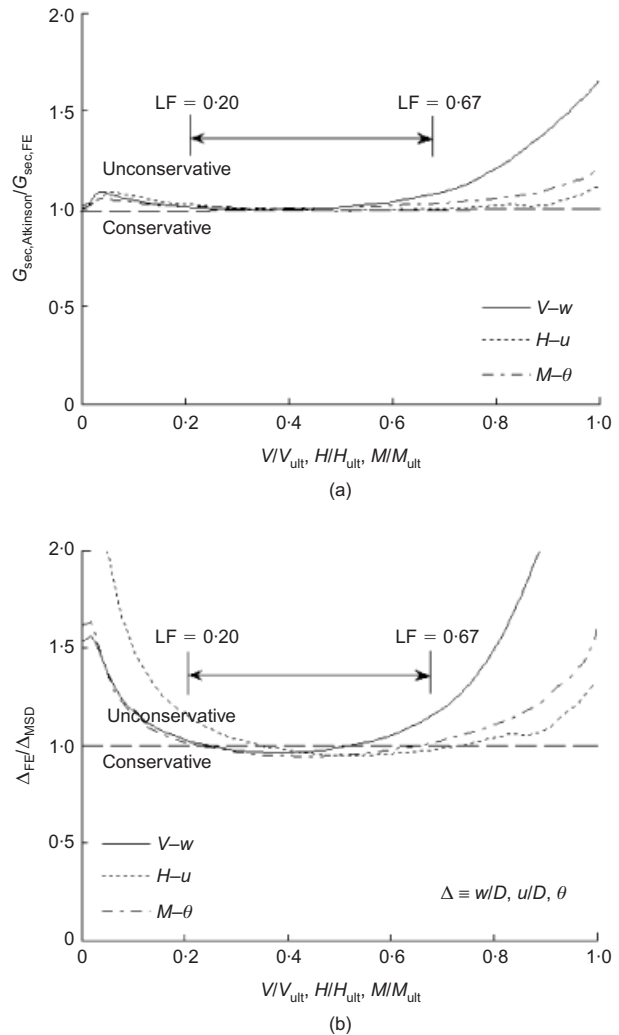 2·0
1·5
1·0
0·5
0
G_sec,Atkinson/G_sec,FE
LF = 0·20
LF = 0·67
Unconservative
Conservative
V–w
H–u
M–θ
0 0·2 0·4 0·6 0·8 1·0
V/V_ult, H/H_ult, M/M_ult
(a)
2·0
1·5
1·0
0·5
0
Δ_FE/Δ_MSD
LF = 0·20
LF = 0·67
Unconservative
Conservative
V–w
H–u
M–θ
Δ ≡ w/D, u/D, θ
0 0·2 0·4 0·6 0·8 1·0
V/V_ult, H/H_ult, M/M_ult
(b)